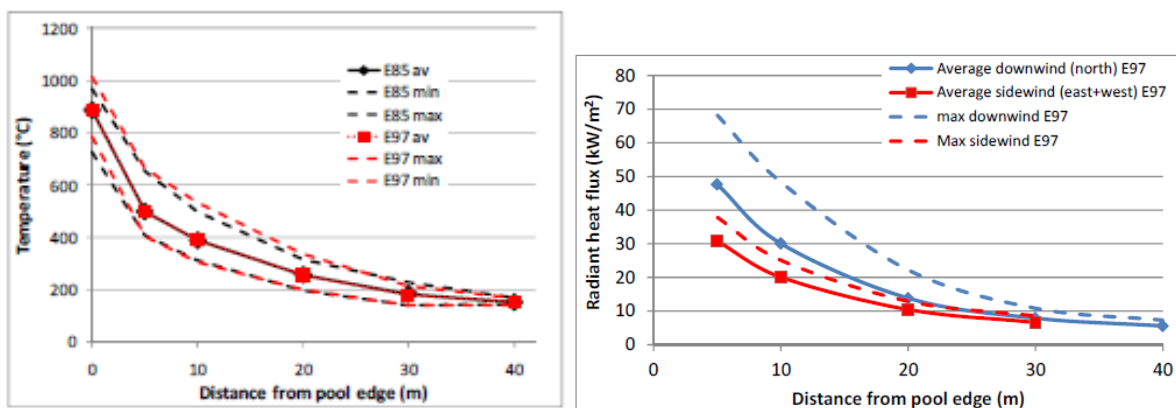 1200
1000
800
600
400
200
0
Temperature (°C)
E85 av
E85 min
E85 max
E97 av
E97 max
E97 min
0 10 20 30 40
Distance from pool edge (m)
80
70
60
50
40
30
20
10
0
Radiant heat flux (kW/m²)
Average downwind (north) E97
Average sidewind (east+west) E97
max downwind E97
Max sidewind E97
0 10 20 30 40
Distance from pool edge (m)